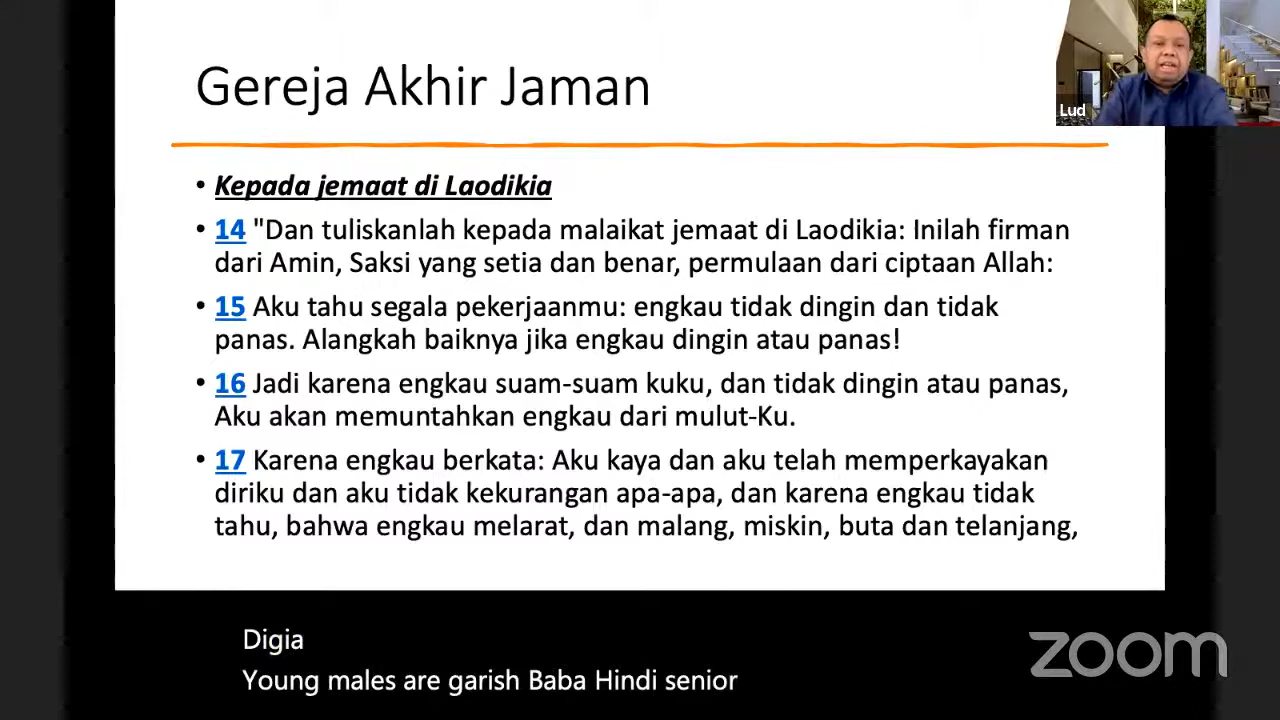 Gereja Akhir Jaman
Lud
• Kepada jemaat di Laodikia
• 14 "Dan tuliskanlah kepada malaikat jemaat di Laodikia: Inilah firman
dari Amin, Saksi yang setia dan benar, permulaan dari ciptaan Allah:
• 15 Aku tahu segala pekerjaanmu: engkau tidak dingin dan tidak
panas. Alangkah baiknya jika engkau dingin atau panas!
• 16 Jadi karena engkau suam-suam kuku, dan tidak dingin atau panas,
Aku akan memuntahkan engkau dari mulut-Ku.
• 17 Karena engkau berkata: Aku kaya dan aku telah memperkayakan
diriku dan aku tidak kekurangan apa-apa, dan karena engkau tidak
tahu, bahwa engkau melarat, dan malang, miskin, buta dan telanjang,
Digia
Young males are garish Baba Hindi senior
zoom